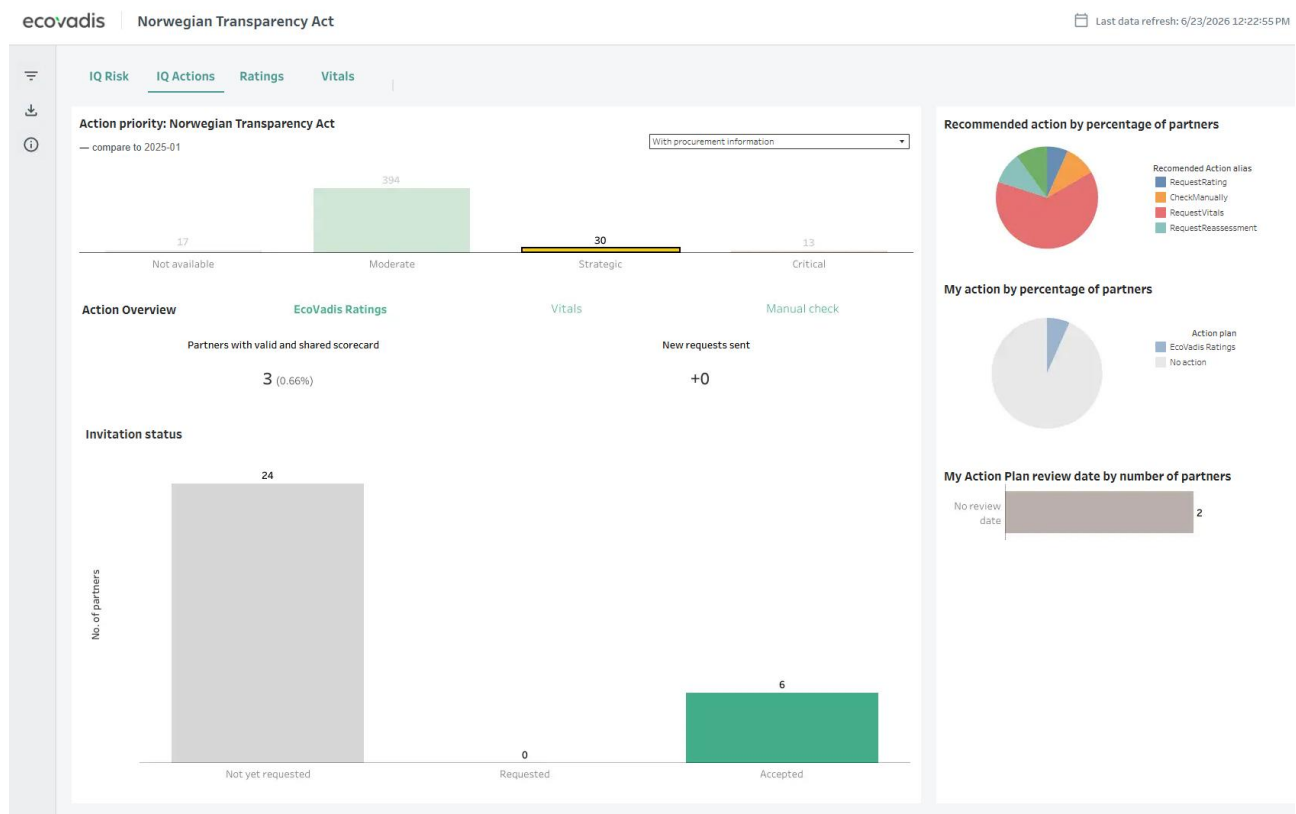 ecovadis
Norwegian Transparency Act
Last data refresh: 6/23/2026 12:22:55 PM
IQ Risk
IQ Actions
Ratings
Vitals
Action priority: Norwegian Transparency Act
— compare to 2025-01
With procurement information
17
394
30
13
Not available
Moderate
Strategic
Critical
Action Overview
EcoVadis Ratings
Vitals
Manual check
Partners with valid and shared scorecard
New requests sent
3 (0.66%)
+0
Invitation status
No. of partners
24
0
6
Not yet requested
Requested
Accepted
Recommended action by percentage of partners
Recomended Action alias
RequestRating
CheckManually
RequestVitals
RequestReassessment
My action by percentage of partners
Action plan
EcoVadis Ratings
No action
My Action Plan review date by number of partners
No review
date
2